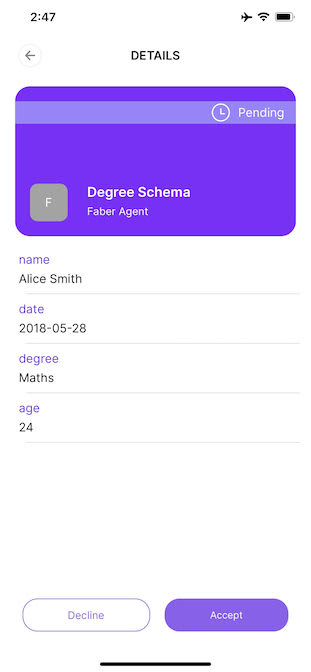 2:47
DETAILS
Pending
F
Degree Schema
Faber Agent
name
Alice Smith
date
2018-05-28
degree
Maths
age
24
Decline
Accept